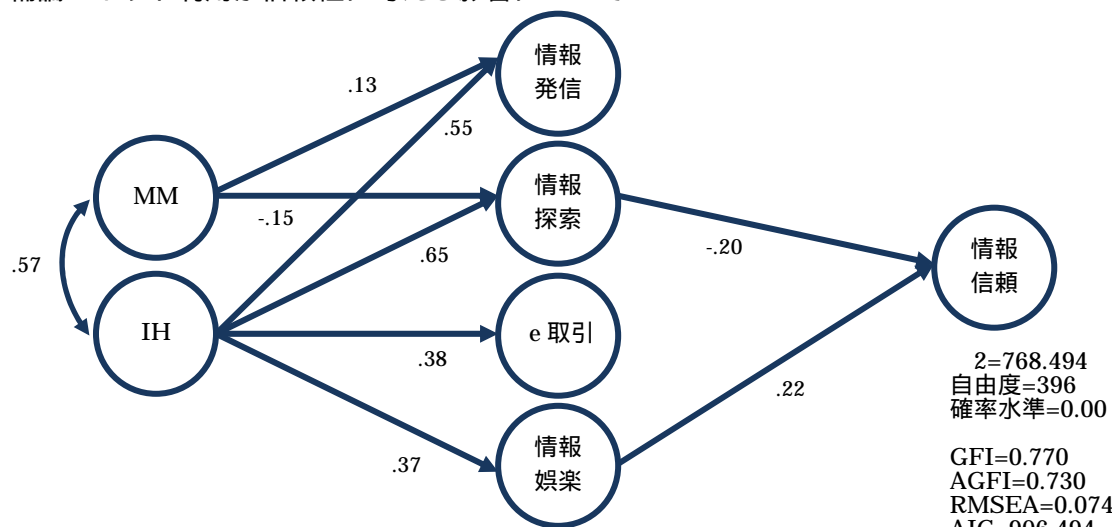 .13
情報
発信
.55
MM
情報
探索
-.15
.65
-.20
.57
情報
信頼
IH
e 取引
.38
2=768.494
自由度=396
確率水準=0.00
.22
.37
情報
娯楽
GFI=0.770
AGFI=0.730
RMSEA=0.074